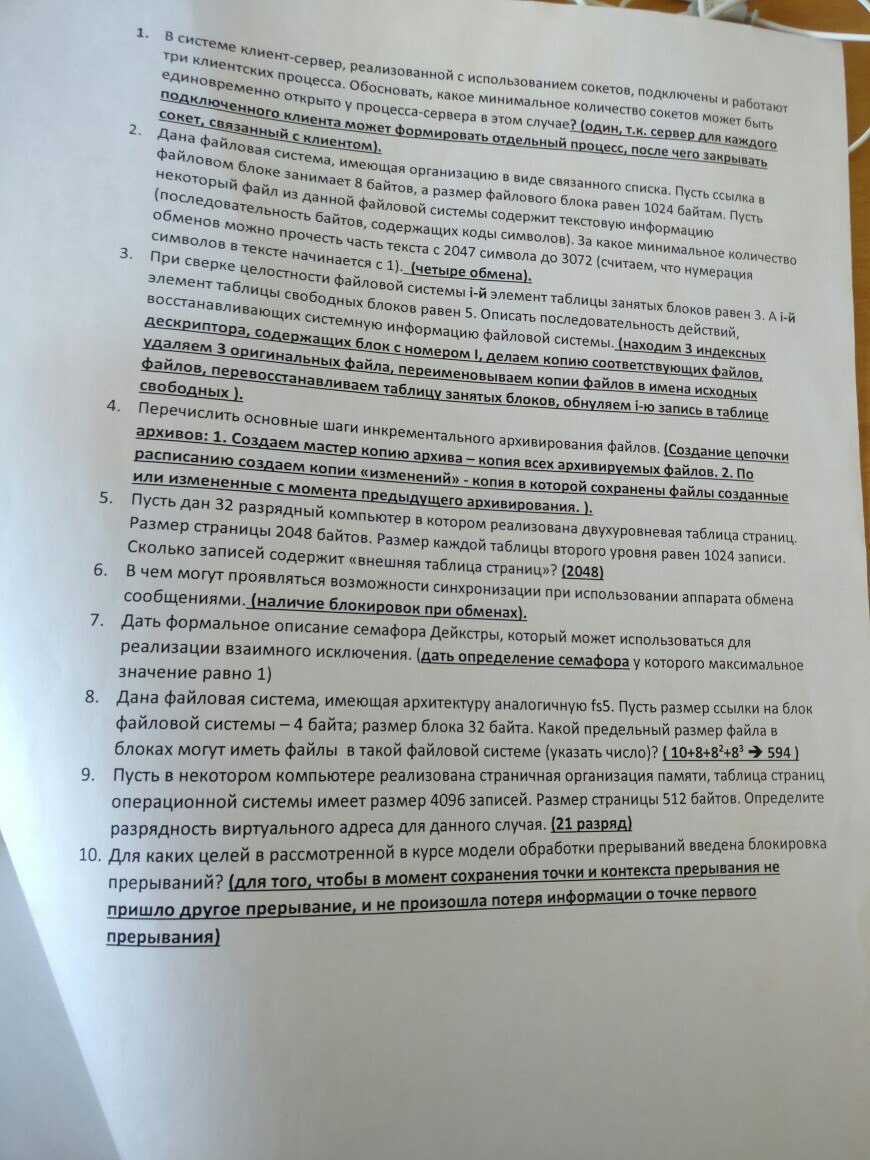 1. В системе клиент-сервер, реализованной с использованием сокетов, подключены и работают
три клиентских процесса. Обосновать, какое минимальное количество сокетов может быть
единовременно открыто у процесса-сервера в этом случае? (один, т.к. сервер для каждого
подключенного клиента может формировать отдельный процесс, после чего закрывать
сокет, связанный с клиентом).
2. Дана файловая система, имеющая организацию в виде связанного списка. Пусть ссылка в
файловом блоке занимает 8 байтов, а размер файлового блока равен 1024 байтам. Пусть
некоторый файл из данной файловой системы содержит текстовую информацию
(последовательность байтов, содержащих коды символов). За какое минимальное количество
обменов можно прочесть часть текста с 2047 символа до 3072 (считаем, что нумерация
символов в тексте начинается с 1). (четыре обмена).
3. При сверке целостности файловой системы i-й элемент таблицы занятых блоков равен 3. А i-й
элемент таблицы свободных блоков равен 5. Описать последовательность действий,
восстанавливающих системную информацию файловой системы. (находим 3 индексных
дескриптора, содержащих блок с номером I, делаем копию соответствующих файлов,
удаляем 3 оригинальных файла, переименовываем копии файлов в имена исходных
файлов, перевосстанавливаем таблицу занятых блоков, обнуляем i-ю запись в таблице
свободных ).
4. Перечислить основные шаги инкрементального архивирования файлов. (Создание цепочки
архивов: 1. Создаем мастер копию архива – копия всех архивируемых файлов. 2. По
расписанию создаем копии «изменений» - копия в которой сохранены файлы созданные
или измененные с момента предыдущего архивирования. ).
5. Пусть дан 32 разрядный компьютер в котором реализована двухуровневая таблица страниц.
Размер страницы 2048 байтов. Размер каждой таблицы второго уровня равен 1024 записи.
Сколько записей содержит «внешняя таблица страниц»? (2048)
6. В чем могут проявляться возможности синхронизации при использовании аппарата обмена
сообщениями. (наличие блокировок при обменах).
7. Дать формальное описание семафора Дейкстры, который может использоваться для
реализации взаимного исключения. (дать определение семафора у которого максимальное
значение равно 1)
8. Дана файловая система, имеющая архитектуру аналогичную fs5. Пусть размер ссылки на блок
файловой системы – 4 байта; размер блока 32 байта. Какой предельный размер файла в
блоках могут иметь файлы в такой файловой системе (указать число)? ( 10+8+8²+8³ ➔ 594 )
9. Пусть в некотором компьютере реализована страничная организация памяти, таблица страниц
операционной системы имеет размер 4096 записей. Размер страницы 512 байтов. Определите
разрядность виртуального адреса для данного случая. (21 разряд)
10. Для каких целей в рассмотренной в курсе модели обработки прерываний введена блокировка
прерываний? (для того, чтобы в момент сохранения точки и контекста прерывания не
пришло другое прерывание, и не произошла потеря информации о точке первого
прерывания)